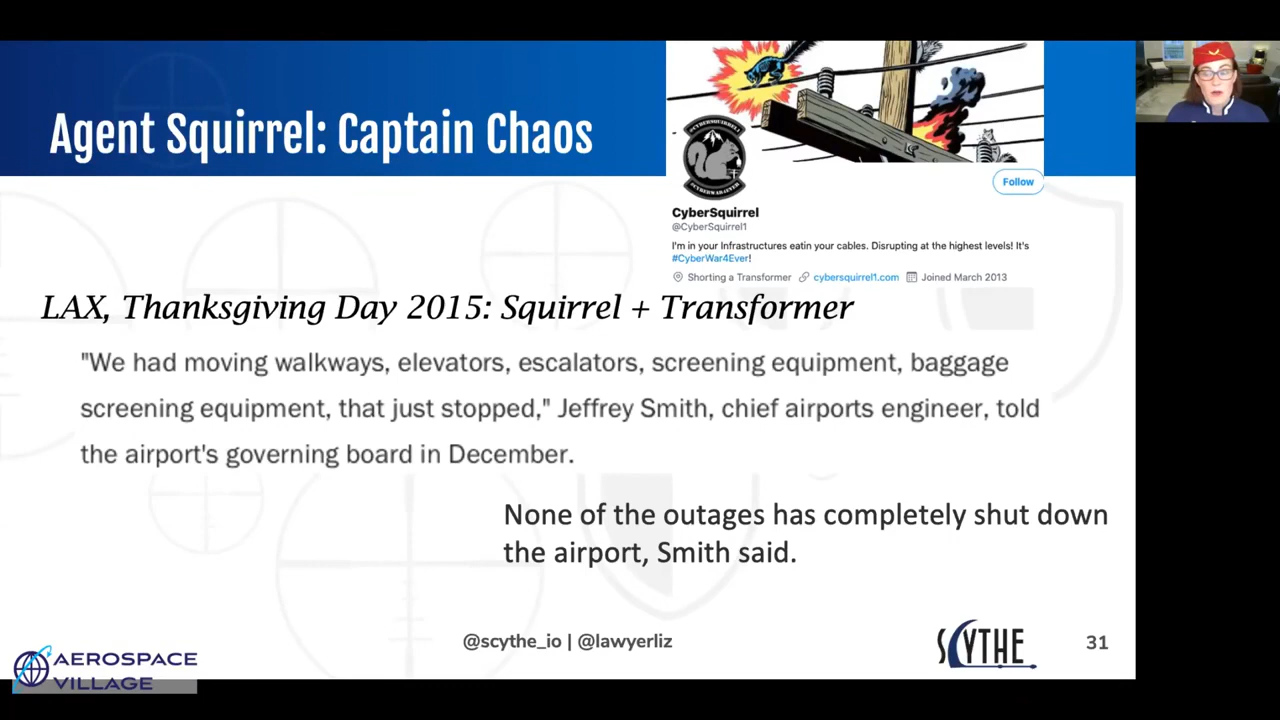 Agent Squirrel: Captain Chaos
#CYBERSQUIRREL1
#CYBERWAR4EVER
Follow
CyberSquirrel
@CyberSquirrel1
I'm in your Infrastructures eatin your cables. Disrupting at the highest levels! It's
#CyberWar4Ever!
Shorting a Transformer cybersquirrel1.com Joined March 2013
LAX, Thanksgiving Day 2015: Squirrel + Transformer
"We had moving walkways, elevators, escalators, screening equipment, baggage
screening equipment, that just stopped," Jeffrey Smith, chief airports engineer, told
the airport's governing board in December.
None of the outages has completely shut down
the airport, Smith said.
@scythe_io | @lawyerliz
SCYTHE
31
AEROSPACE
VILLAGE